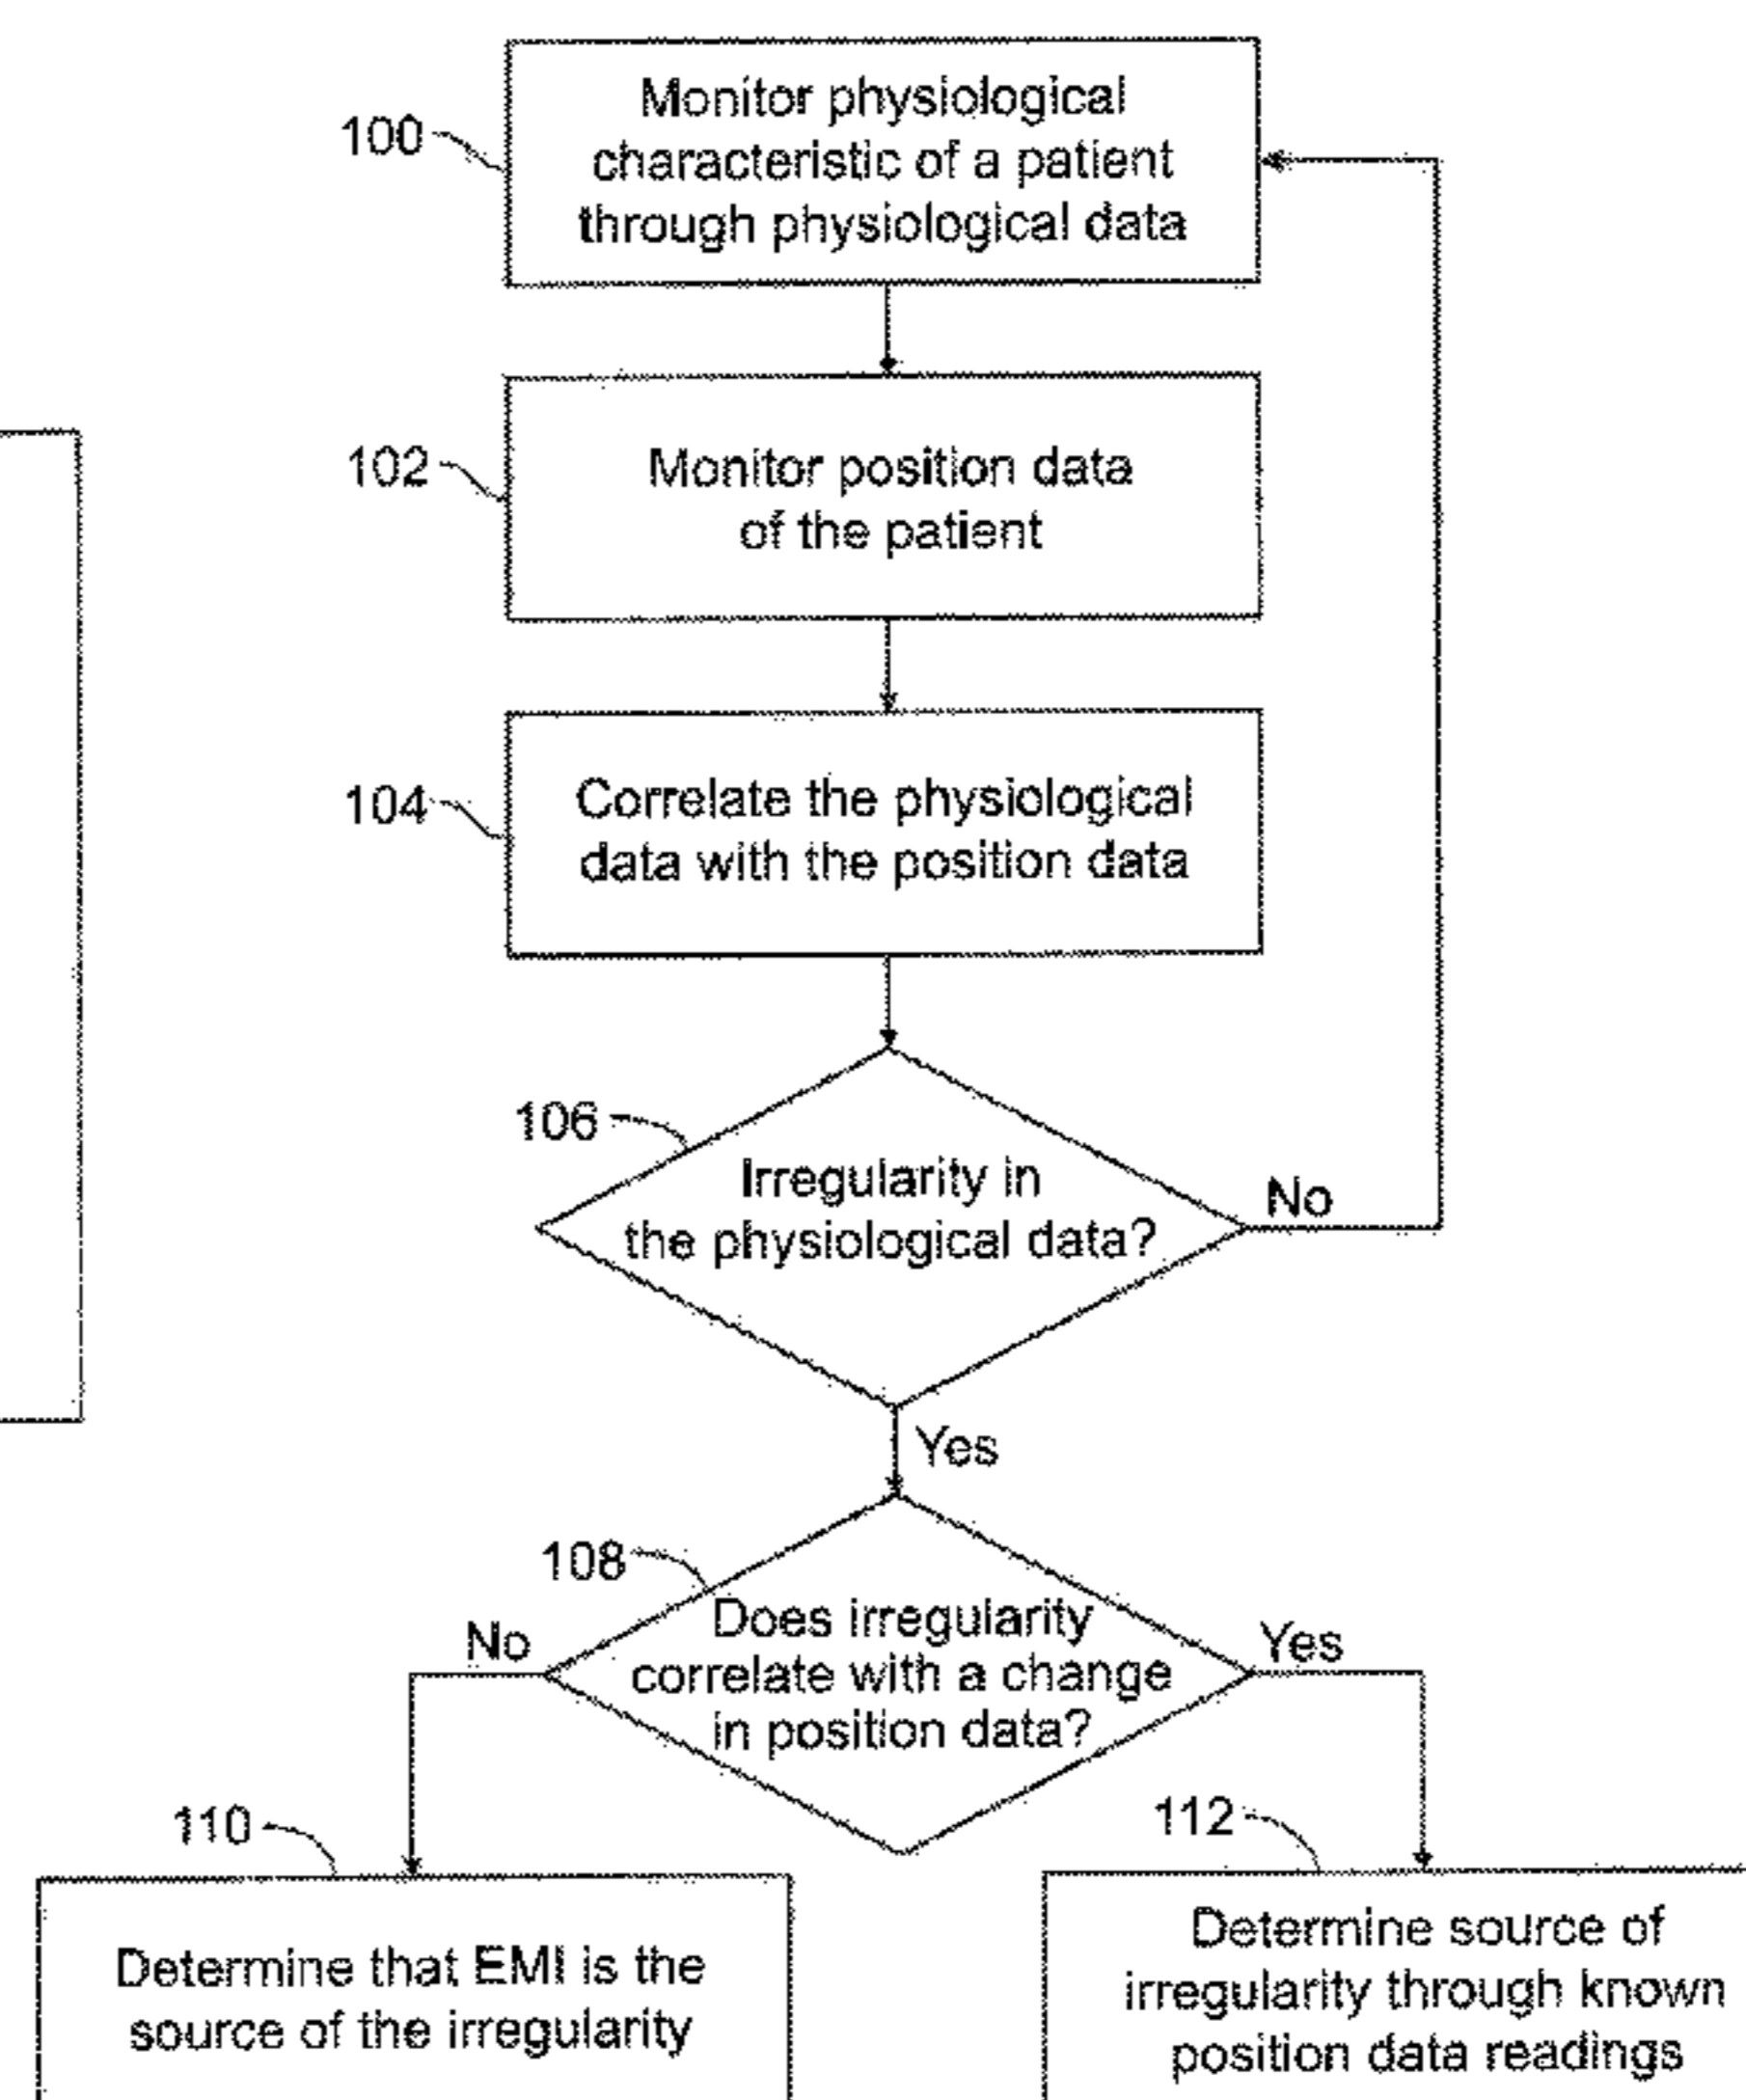 100
Monitor physiological
characteristic of a patient
through physiological data
102
Monitor position data
of the patient
104
Correlate the physiological
data with the position data
106
Irregularity in
the physiological data?
No
Yes
108
Does irregularity
correlate with a change
in position data?
No
Yes
110
Determine that EMI is the
source of the irregularity
112
Determine source of
irregularity through known
position data readings